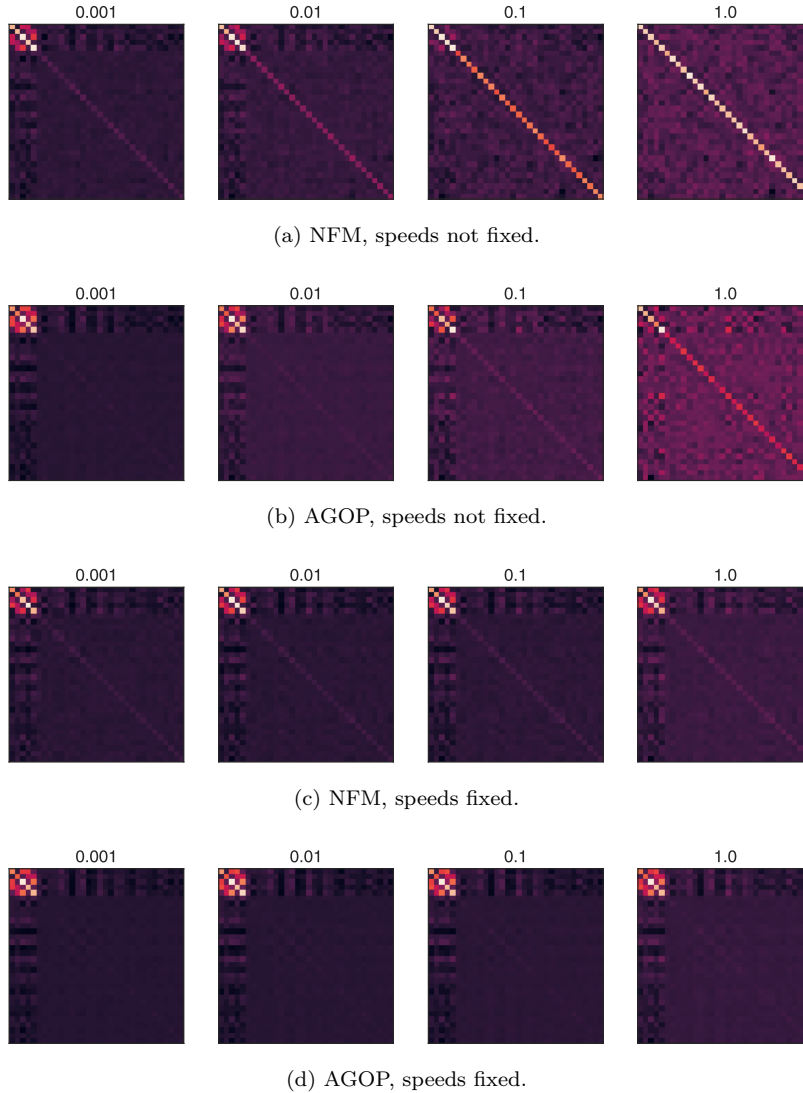 0.001 0.01 0.1 1.0
(a) NFM, speeds not fixed.
0.001 0.01 0.1 1.0
(b) AGOP, speeds not fixed.
0.001 0.01 0.1 1.0
(c) NFM, speeds fixed.
0.001 0.01 0.1 1.0
(d) AGOP, speeds fixed.